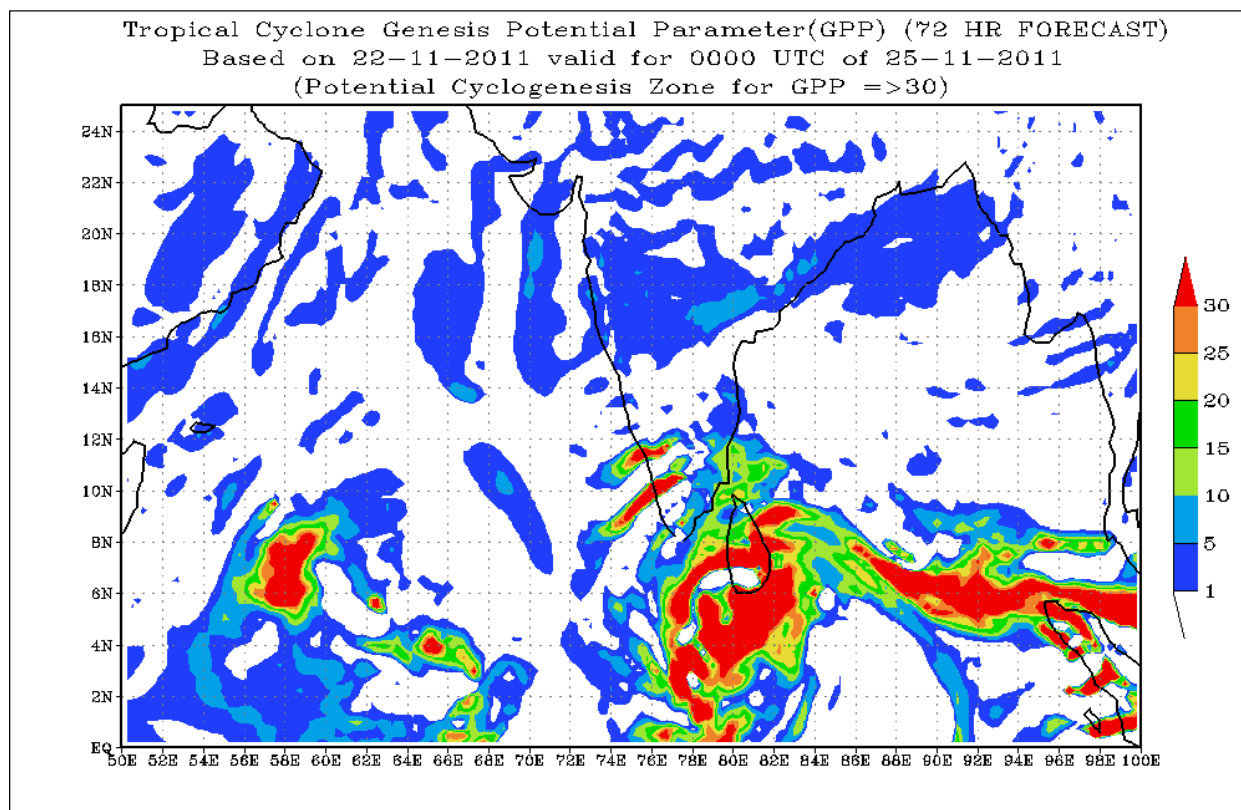 Tropical Cyclone Genesis Potential Parameter(GPP) (72 HR FORECAST)
Based on 22-11-2011 valid for 0000 UTC of 25-11-2011
(Potential Cyclogenesis Zone for GPP =>30)
24N
22N
20N
18N
16N
14N
12N
10N
8N
6N
4N
2N
EQ
50E 52E 54E 56E 58E 60E 62E 64E 66E 68E 70E 72E 74E 76E 78E 80E 82E 84E 86E 88E 90E 92E 94E 96E 98E 100E
30
25
20
15
10
5
1